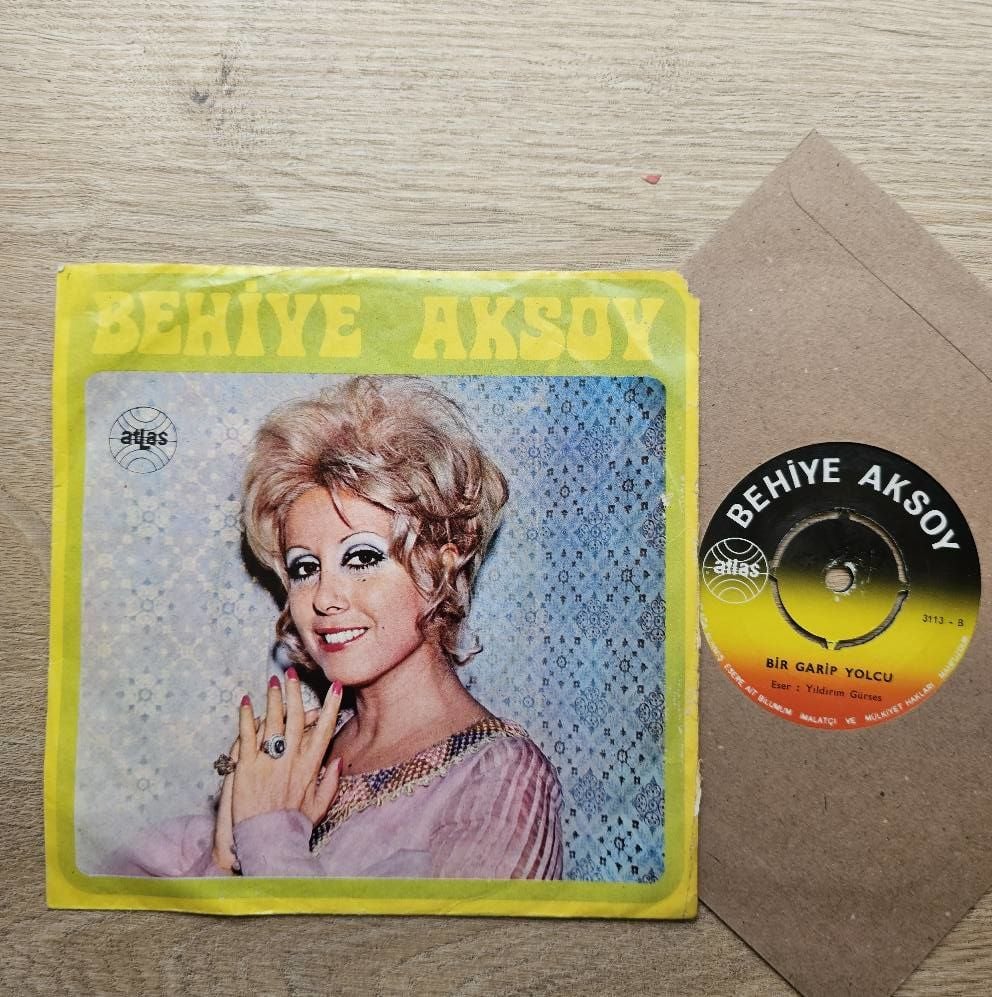 BEHİYE AKSOY
atLas
BEHİYE AKSOY
atlas
3113 - B
BİR GARİP YOLCU
Eser : Yıldırım Gürses
ESERE AİT BİLUMUM İMALATÇI VE MÜLKİYET HAKLARI